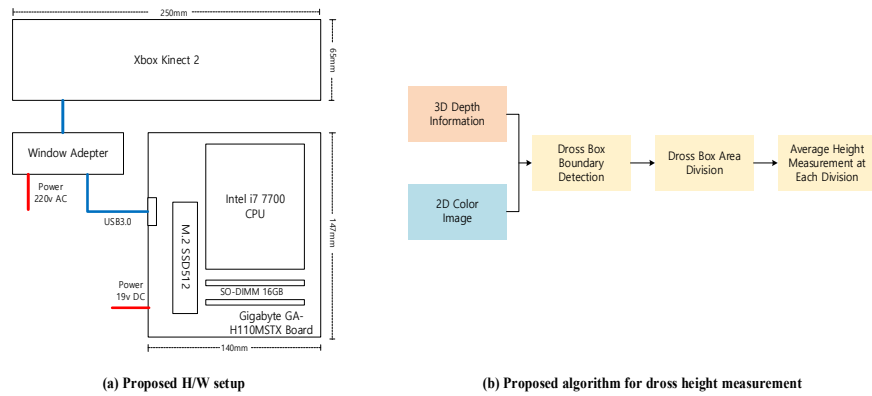 250mm
Xbox Kinect 2
65mm
Window Adepter
Power
220v AC
USB3.0
Intel i7 7700
CPU
M.2 SSD512
SO-DIMM 16GB
Power
19v DC
Gigabyte GA-
H110MSTX Board
147mm
140mm
(a) Proposed H/W setup
3D Depth
Information
2D Color
Image
Dross Box
Boundary
Detection
Dross Box Area
Division
Average Height
Measurement at
Each Division
(b) Proposed algorithm for dross height measurement